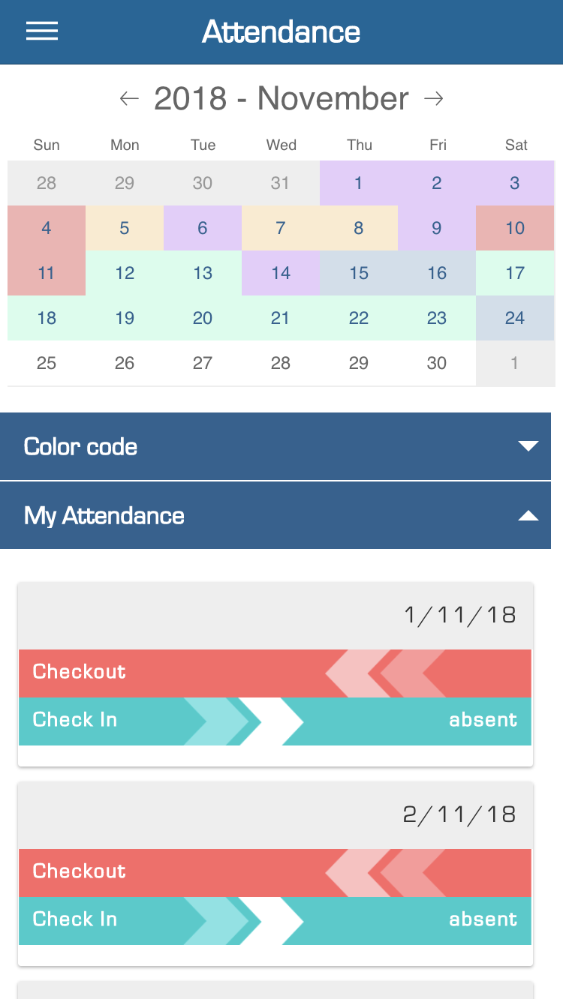 Attendance
2018 - November
Sun Mon Tue Wed Thu Fri Sat
28 29 30 31 1 2 3
4 5 6 7 8 9 10
11 12 13 14 15 16 17
18 19 20 21 22 23 24
25 26 27 28 29 30 1
Color code
My Attendance
1/11/18
Checkout
Check In absent
2/11/18
Checkout
Check In absent